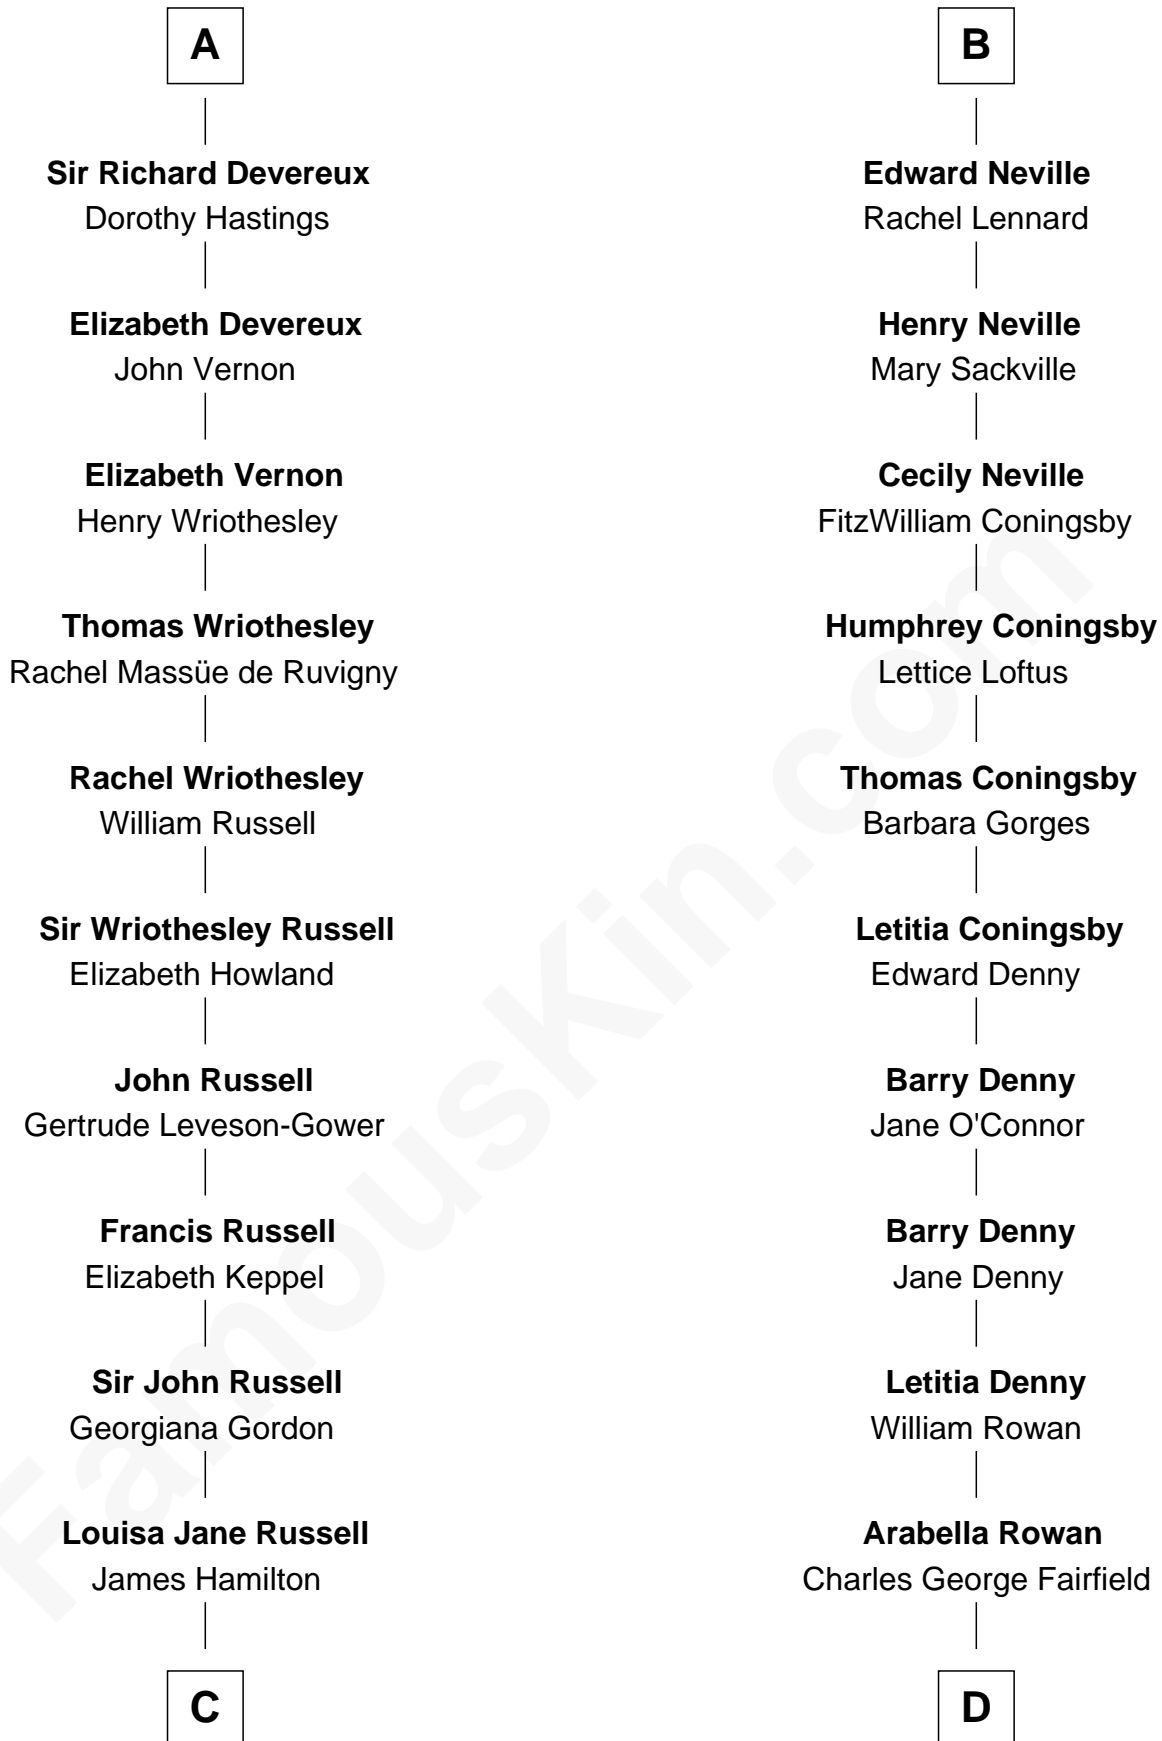 A
Sir Richard Devereux
Dorothy Hastings
Elizabeth Devereux
John Vernon
Elizabeth Vernon
Henry Wriothesley
Thomas Wriothesley
Rachel Massüe de Ruvigny
Rachel Wriothesley
William Russell
Sir Wriothesley Russell
Elizabeth Howland
John Russell
Gertrude Leveson-Gower
Francis Russell
Elizabeth Keppel
Sir John Russell
Georgiana Gordon
Louisa Jane Russell
James Hamilton
C
B
Edward Neville
Rachel Lennard
Henry Neville
Mary Sackville
Cecily Neville
FitzWilliam Coningsby
Humphrey Coningsby
Lettice Loftus
Thomas Coningsby
Barbara Gorges
Letitia Coningsby
Edward Denny
Barry Denny
Jane O'Connor
Barry Denny
Jane Denny
Letitia Denny
William Rowan
Arabella Rowan
Charles George Fairfield
D
FamousKin.com